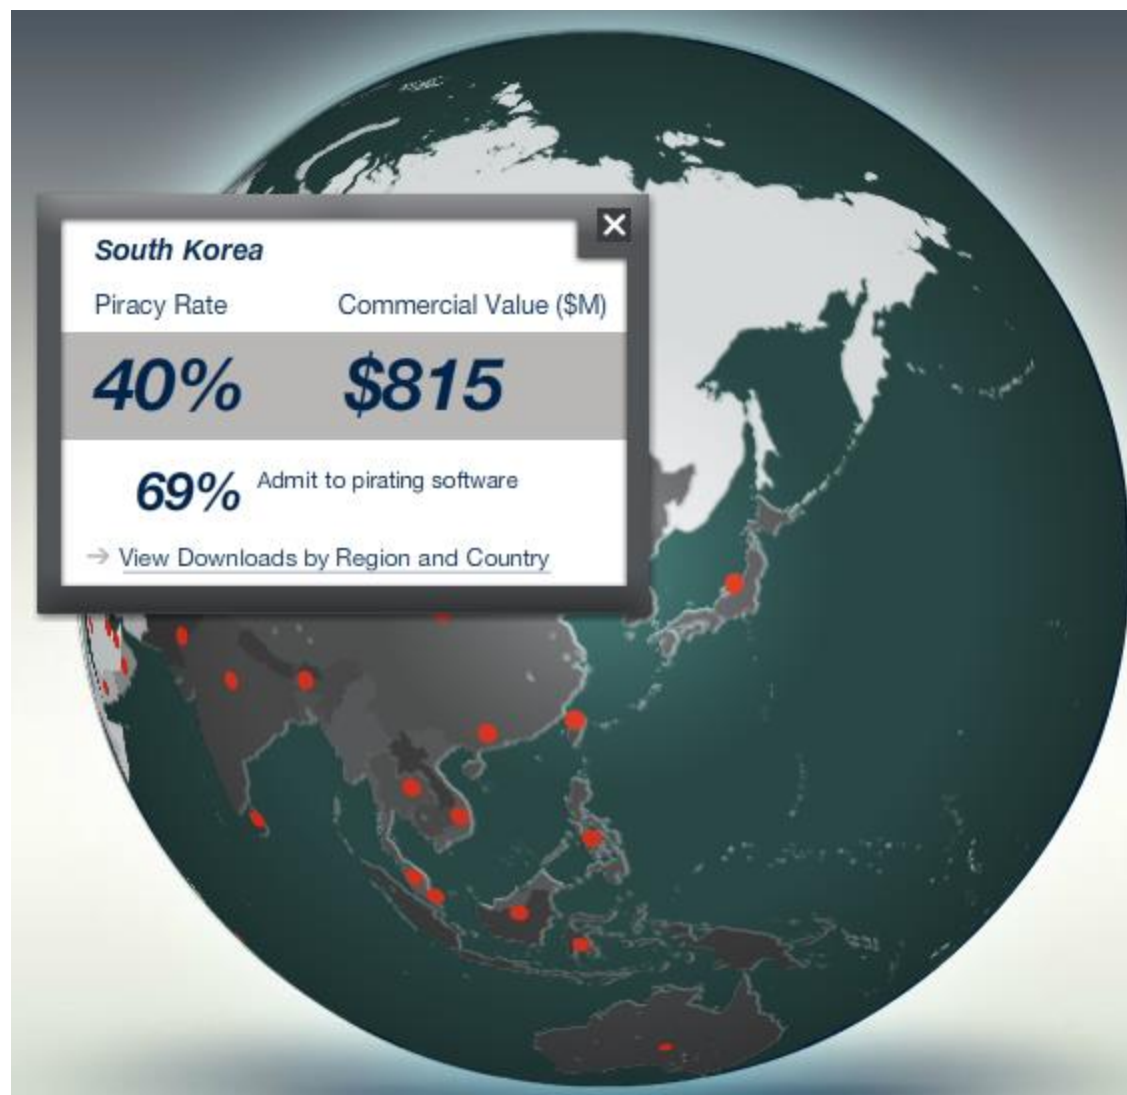 South Korea
Piracy Rate Commercial Value ($M)
40% $815
69% Admit to pirating software
View Downloads by Region and Country